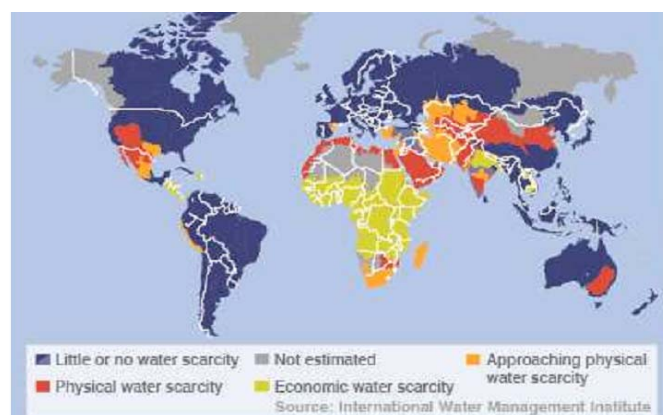 Little or no water scarcity
Not estimated
Approaching physical
water scarcity
Physical water scarcity
Economic water scarcity
Source: International Water Management Institute